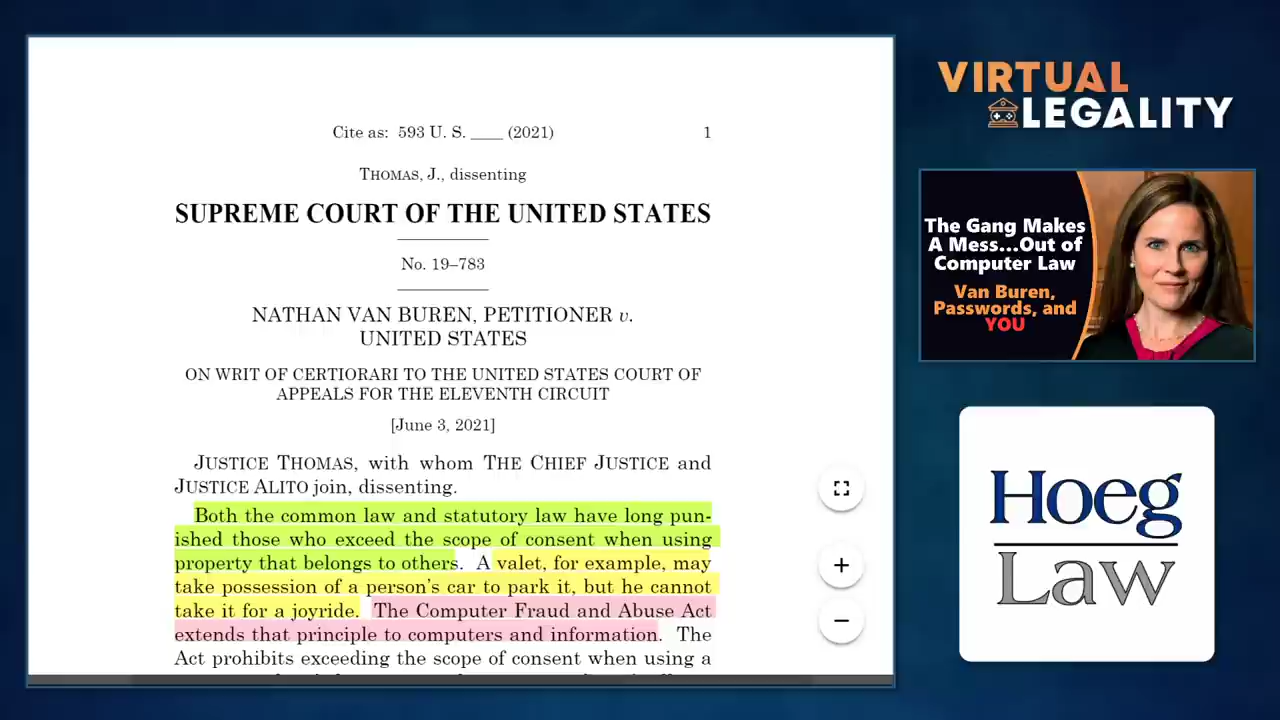 Cite as: 593 U. S. ____ (2021) 1
THOMAS, J., dissenting
SUPREME COURT OF THE UNITED STATES
No. 19–783
NATHAN VAN BUREN, PETITIONER v.
UNITED STATES
ON WRIT OF CERTIORARI TO THE UNITED STATES COURT OF
APPEALS FOR THE ELEVENTH CIRCUIT
[June 3, 2021]
JUSTICE THOMAS, with whom THE CHIEF JUSTICE and
JUSTICE ALITO join, dissenting.
Both the common law and statutory law have long pun-
ished those who exceed the scope of consent when using
property that belongs to others. A valet, for example, may
take possession of a person’s car to park it, but he cannot
take it for a joyride. The Computer Fraud and Abuse Act
extends that principle to computers and information. The
Act prohibits exceeding the scope of consent when using a
VIRTUAL
LEGALITY
The Gang Makes
A Mess...Out of
Computer Law
Van Buren,
Passwords, and
YOU
Hoeg
Law